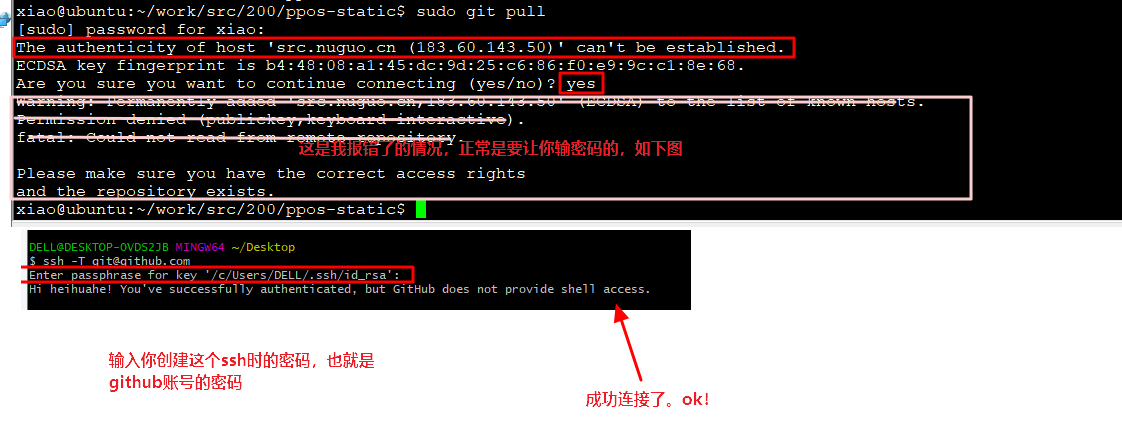 xiao@ubuntu:~/work/src/200/ppos-static$ sudo git pull
[sudo] password for xiao:
The authenticity of host 'src.nuguo.cn (183.60.143.50)' can't be established.
ECDSA key fingerprint is b4:48:08:a1:45:dc:9d:25:c6:86:f0:e9:9c:c1:8e:68.
Are you sure you want to continue connecting (yes/no)? yes
Warning: Permanently added 'src.nuguo.cn,183.60.143.50' (ECDSA) to the list of known hosts.
Permission denied (publickey,keyboard-interactive).
fatal: Could not read from remote repository.
这是我报错了的情况，正常是要让你输密码的，如下图
Please make sure you have the correct access rights
and the repository exists.
xiao@ubuntu:~/work/src/200/ppos-static$
DELL@DESKTOP-OVDS2JB MINGW64 ~/Desktop
$ ssh -T git@github.com
Enter passphrase for key '/c/Users/DELL/.ssh/id_rsa':
Hi heihuahe! You've successfully authenticated, but GitHub does not provide shell access.
输入你创建这个ssh时的密码，也就是
github账号的密码
成功连接了。ok！